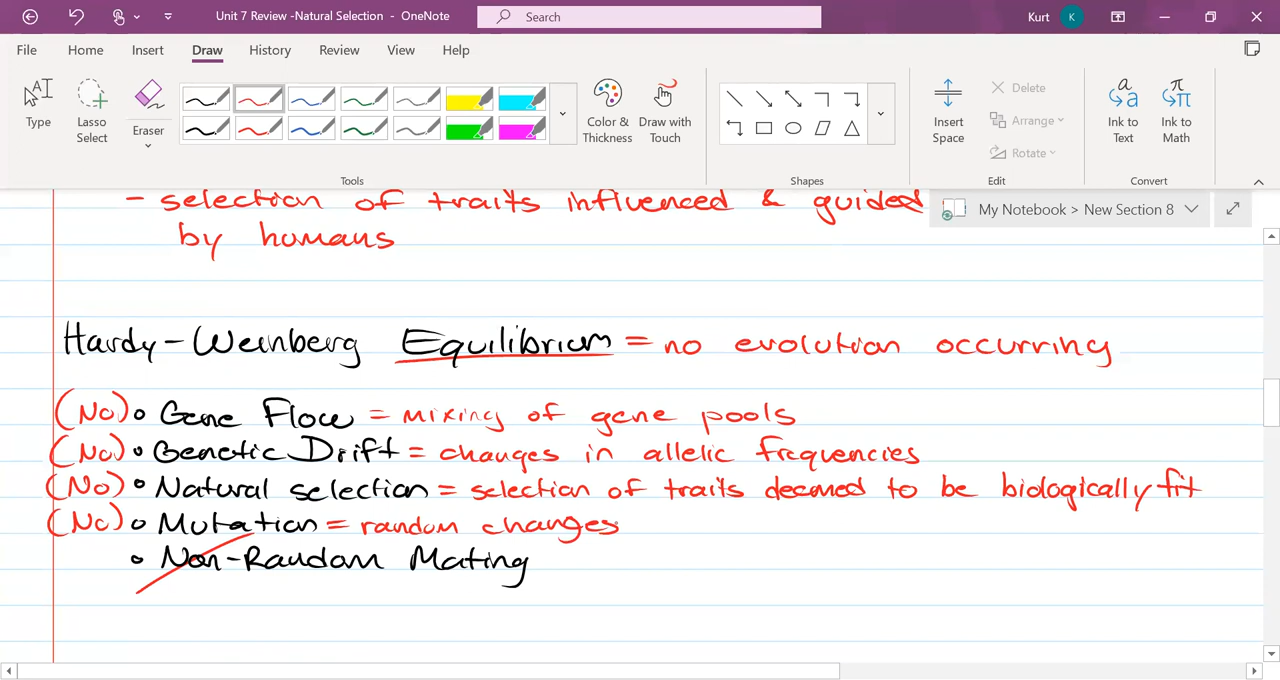 Unit 7 Review -Natural Selection - OneNote
Search
Kurt K
File Home Insert Draw History Review View Help
Type
Lasso Select
Eraser
Color & Thickness
Draw with Touch
Insert Space
Delete
Arrange
Rotate
Ink to Text
Ink to Math
Tools Shapes Edit Convert
My Notebook > New Section 8
- selection of traits influenced & guided
by humans
Hardy-Weinberg Equilibrium = no evolution occurring
(No) • Gene Flow = mixing of gene pools
(No) • Genetic Drift = changes in allelic frequencies
(No) • Natural selection = selection of traits deemed to be biologically fit
(No) • Mutation = random changes
• Non-Random Mating